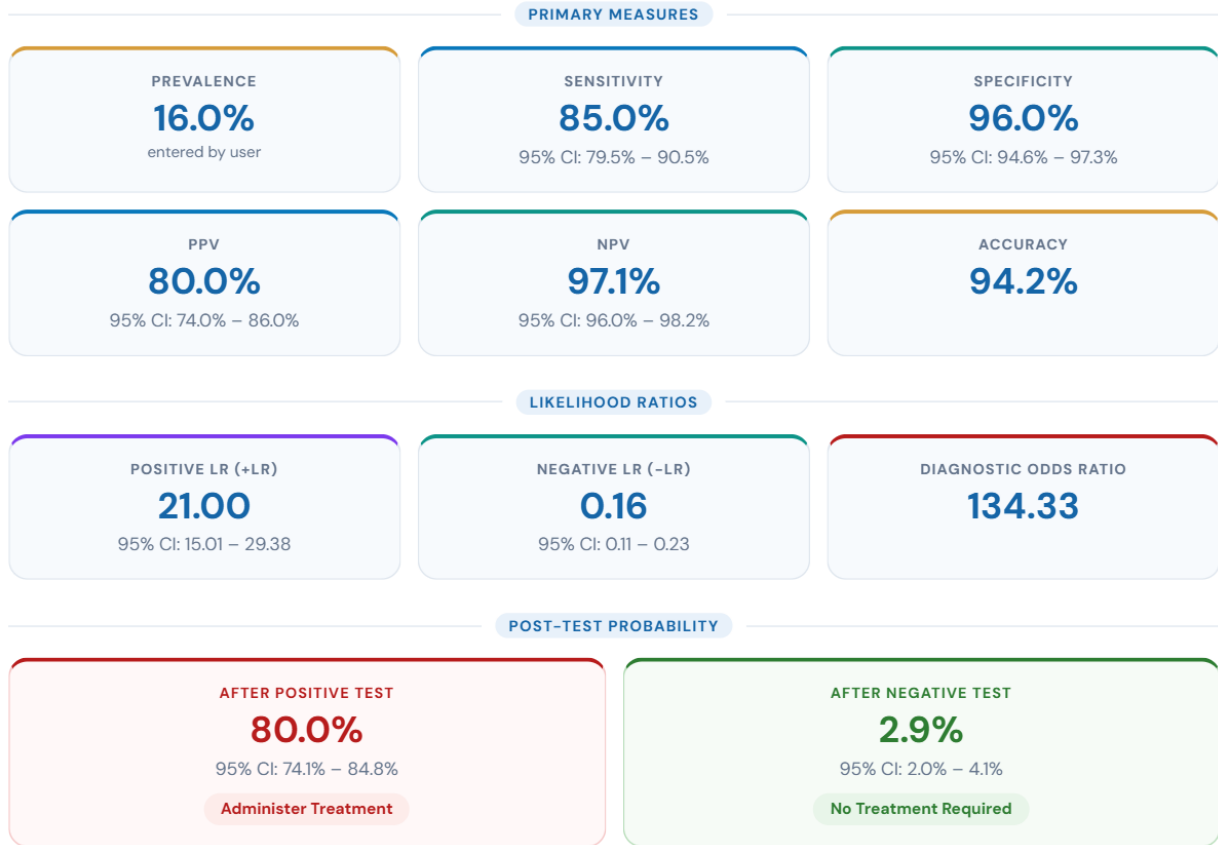 PRIMARY MEASURES
PREVALENCE
16.0%
entered by user
SENSITIVITY
85.0%
95% CI: 79.5% – 90.5%
SPECIFICITY
96.0%
95% CI: 94.6% – 97.3%
PPV
80.0%
95% CI: 74.0% – 86.0%
NPV
97.1%
95% CI: 96.0% – 98.2%
ACCURACY
94.2%
LIKELIHOOD RATIOS
POSITIVE LR (+LR)
21.00
95% CI: 15.01 – 29.38
NEGATIVE LR (-LR)
0.16
95% CI: 0.11 – 0.23
DIAGNOSTIC ODDS RATIO
134.33
POST-TEST PROBABILITY
AFTER POSITIVE TEST
80.0%
95% CI: 74.1% – 84.8%
Administer Treatment
AFTER NEGATIVE TEST
2.9%
95% CI: 2.0% – 4.1%
No Treatment Required